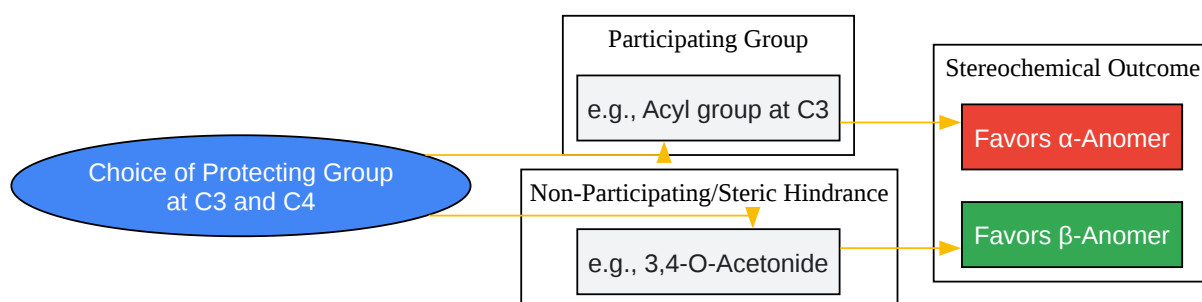 Choice of Protecting Group
at C3 and C4
Participating Group
e.g., Acyl group at C3
Non-Participating/Steric Hindrance
e.g., 3,4-O-Acetonide
Stereochemical Outcome
Favors α-Anomer
Favors β-Anomer